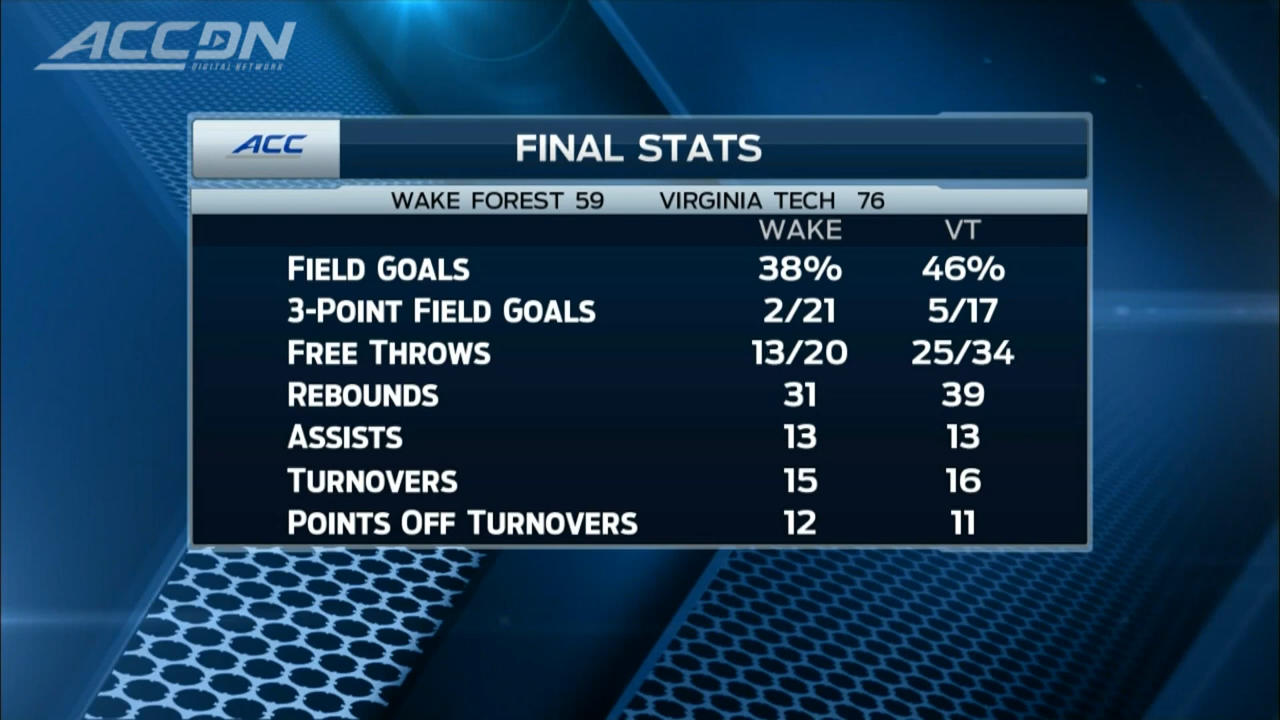 ACCDN
DIGITAL NETWORK
ACC
FINAL STATS
WAKE FOREST 59 VIRGINIA TECH 76
WAKE VT
FIELD GOALS 38% 46%
3-POINT FIELD GOALS 2/21 5/17
FREE THROWS 13/20 25/34
REBOUNDS 31 39
ASSISTS 13 13
TURNOVERS 15 16
POINTS OFF TURNOVERS 12 11